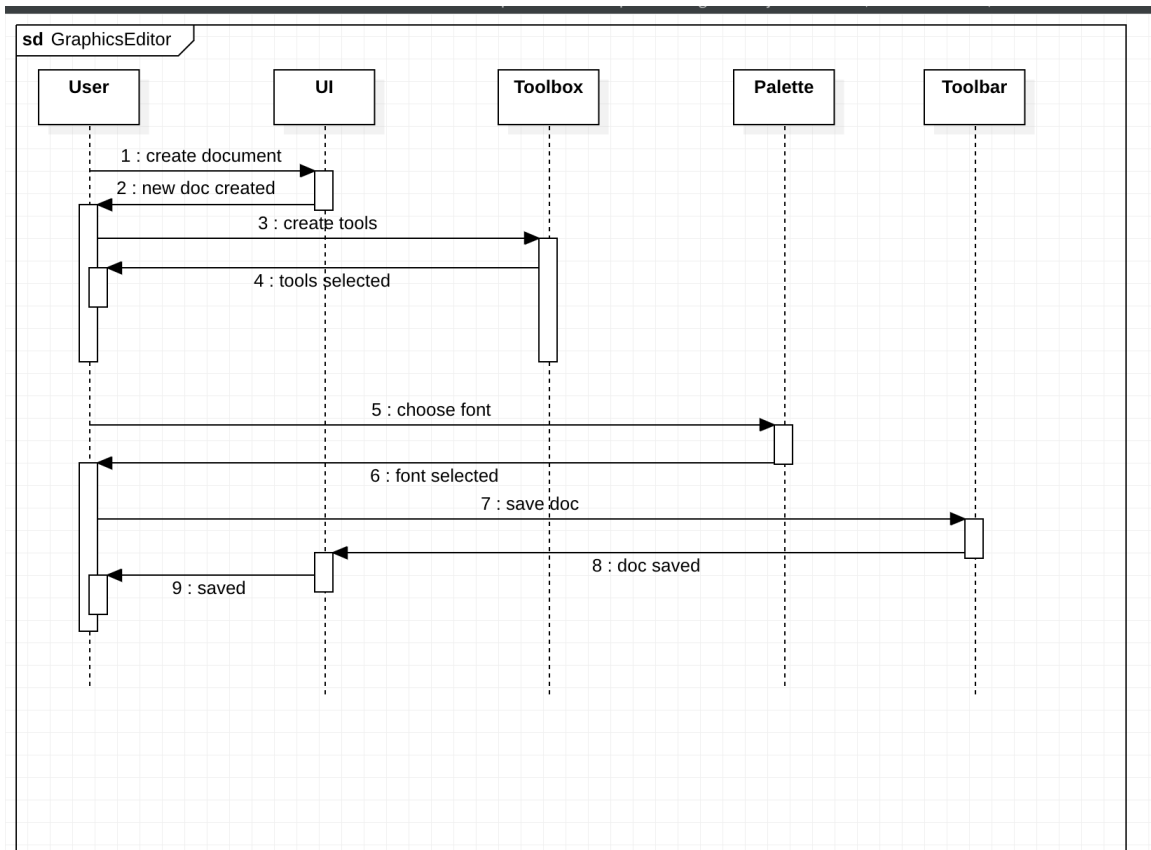 sd GraphicsEditor
User
UI
Toolbox
Palette
Toolbar
1 : create document
2 : new doc created
3 : create tools
4 : tools selected
5 : choose font
6 : font selected
7 : save doc
8 : doc saved
9 : saved